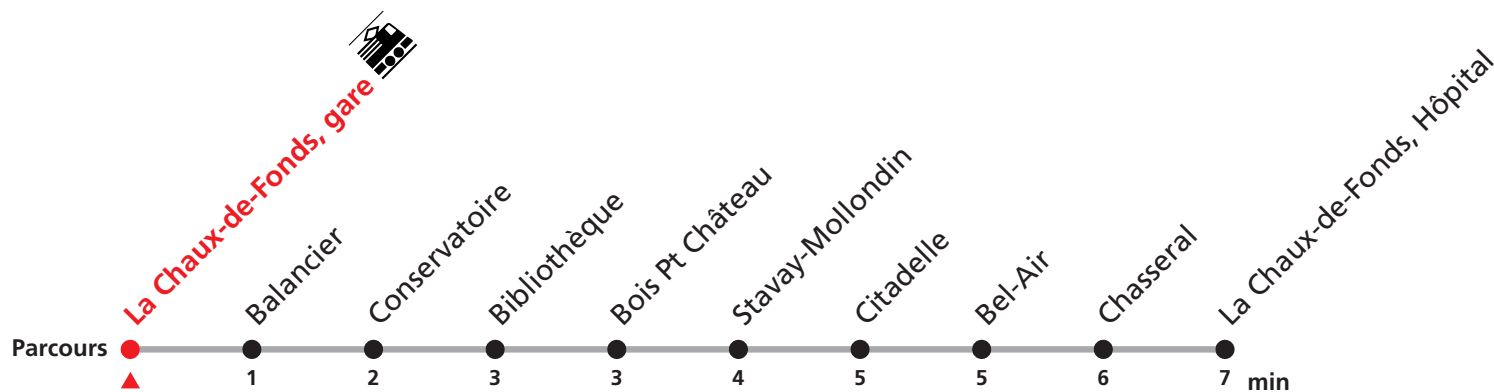 La Chaux-de-Fonds, gare
Balancier
Conservatoire
Bibliothèque
Bois Pt Château
Stavay-Mollondin
Citadelle
Bel-Air
Chasseral
La Chaux-de-Fonds, Hôpital
Parcours
1 2 3 3 4 5 5 6 7 min